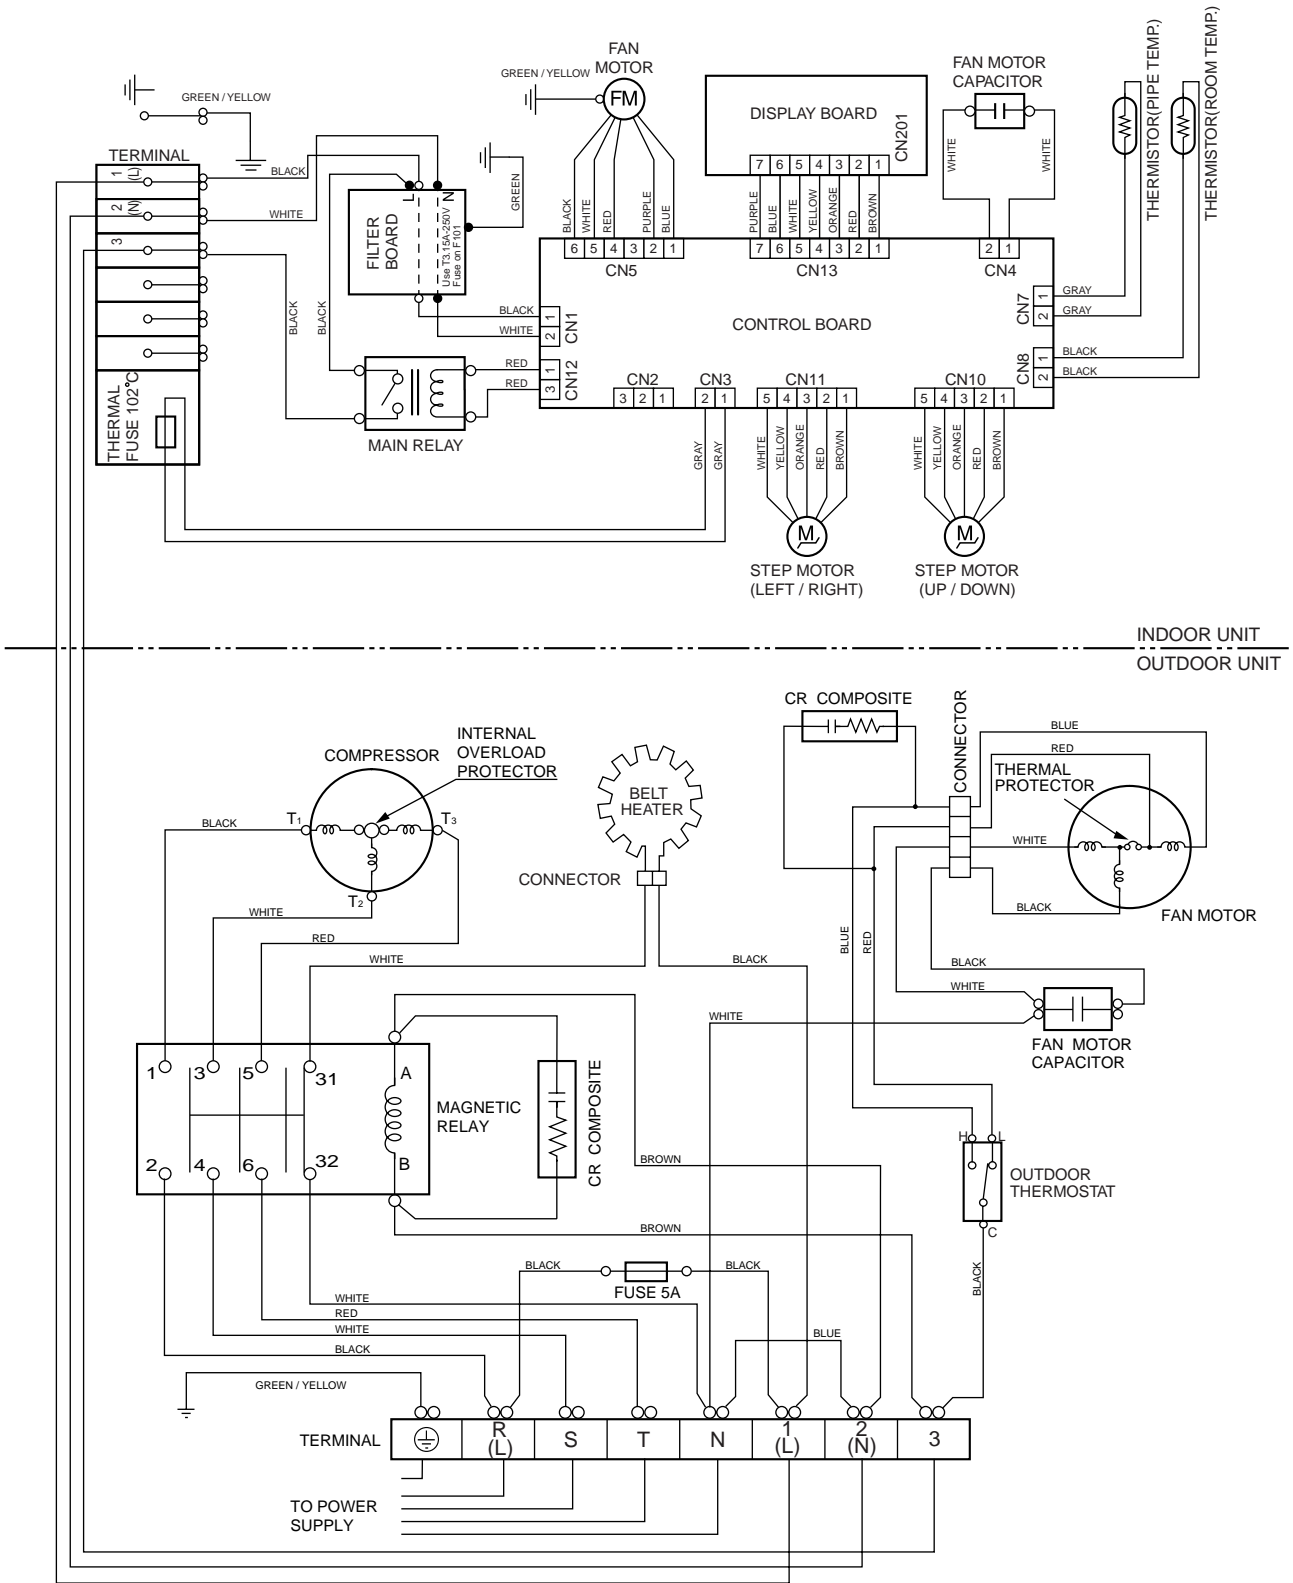 FAN
MOTOR
GREEN / YELLOW
FM
FAN MOTOR
CAPACITOR
WHITE
WHITE
THERMISTOR(PIPE TEMP.)
THERMISTOR(ROOM TEMP.)
DISPLAY BOARD
CN201
7 6 5 4 3 2 1
PURPLE
BLUE
WHITE
YELLOW
ORANGE
RED
BROWN
7 6 5 4 3 2 1
CN13
GREEN / YELLOW
TERMINAL
1
(L)
2
(N)
3
BLACK
WHITE
THERMAL
FUSE 102°C
L
N
FILTER
BOARD
Use T3.15A-250V
Fuse on F101
GREEN
BLACK
BLACK
BLACK
WHITE
RED
PURPLE
BLUE
6 5 4 3 2 1
CN5
2 1
CN4
CONTROL BOARD
BLACK
WHITE
1
2
CN1
RED
RED
1
3
CN12
MAIN RELAY
1
2
CN7
GRAY
GRAY
1
2
CN8
BLACK
BLACK
CN2
3 2 1
CN3
2 1
GRAY
GRAY
CN11
5 4 3 2 1
WHITE
YELLOW
ORANGE
RED
BROWN
M
STEP MOTOR
(LEFT / RIGHT)
CN10
5 4 3 2 1
WHITE
YELLOW
ORANGE
RED
BROWN
M
STEP MOTOR
(UP / DOWN)
INDOOR UNIT
OUTDOOR UNIT
COMPRESSOR
INTERNAL
OVERLOAD
PROTECTOR
T1
T2
T3
BLACK
WHITE
RED
BELT
HEATER
CONNECTOR
WHITE
BLACK
CR COMPOSITE
CONNECTOR
BLUE
RED
THERMAL
PROTECTOR
WHITE
BLACK
FAN MOTOR
BLUE
RED
BLACK
WHITE
WHITE
FAN MOTOR
CAPACITOR
1 3 5 31
2 4 6 32
A
B
MAGNETIC
RELAY
CR COMPOSITE
BROWN
BROWN
H
L
C
OUTDOOR
THERMOSTAT
BLACK
BLACK
BLACK
FUSE 5A
WHITE
RED
WHITE
BLACK
BLUE
GREEN / YELLOW
TERMINAL
R
(L)
S
T
N
1
(L)
2
(N)
3
TO POWER
SUPPLY